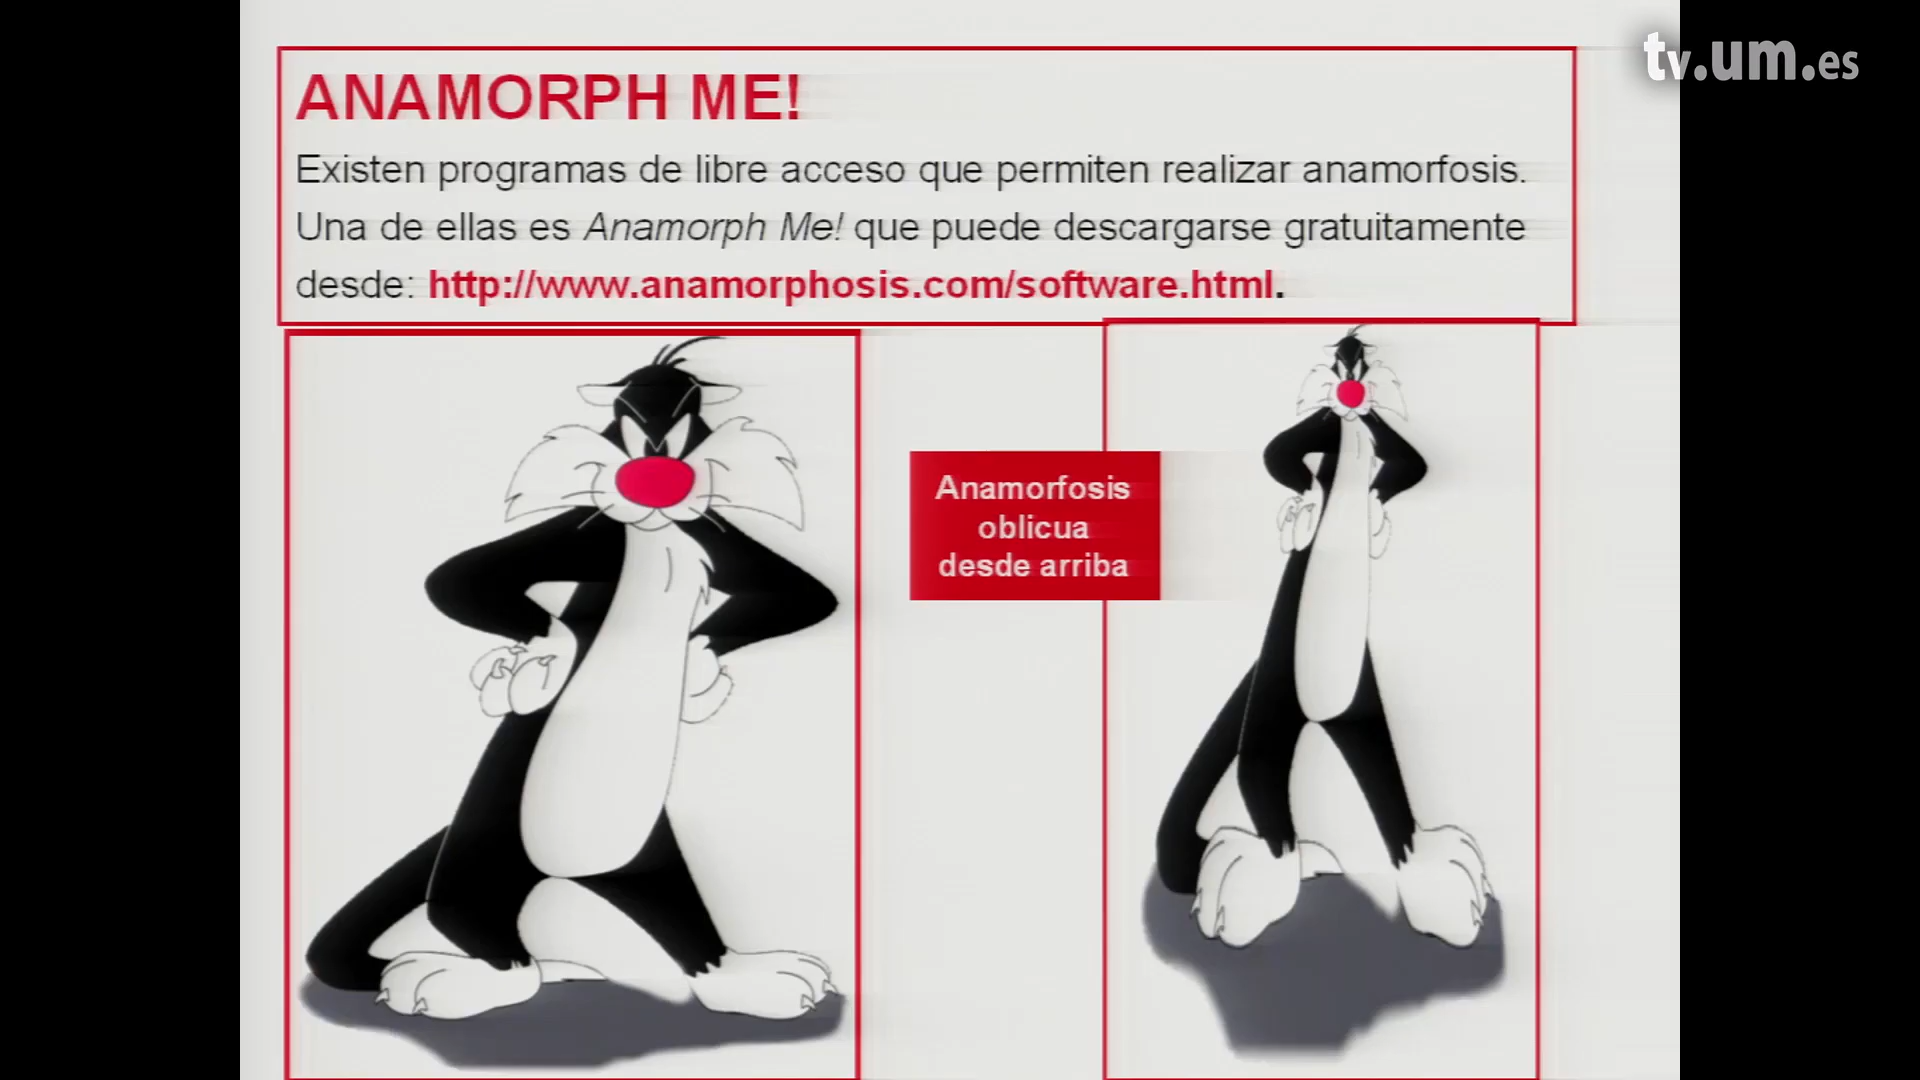 tv.um.es
ANAMORPH ME!
Existen programas de libre acceso que permiten realizar anamorfosis.
Una de ellas es Anamorph Me! que puede descargarse gratuitamente
desde: http://www.anamorphosis.com/software.html.
Anamorfosis
oblicua
desde arriba